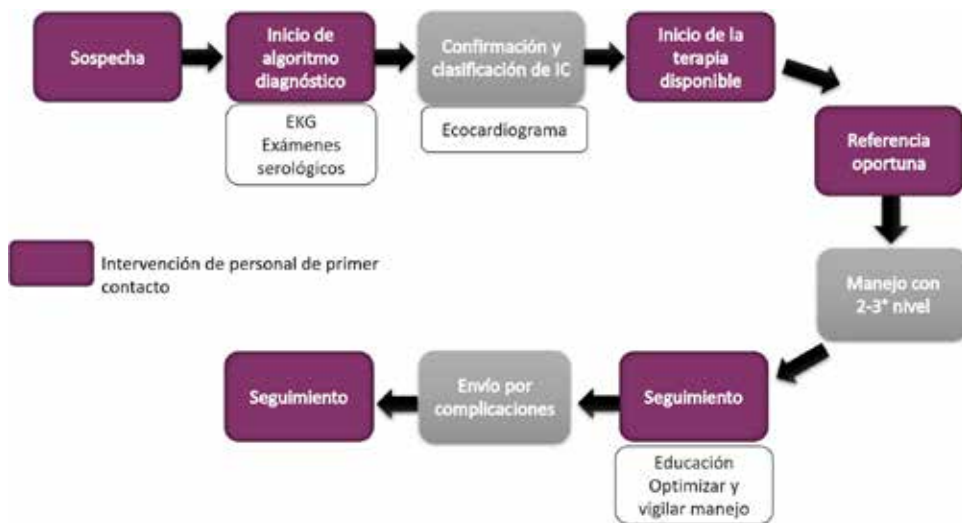 Sospecha
Inicio de
algoritmo
diagnóstico
EKG
Exámenes
serológicos
Confirmación y
clasificación de IC
Ecocardiograma
Inicio de la
terapia
disponible
Referencia
oportuna
Intervención de personal de primer
contacto
Manejo con
2-3° nivel
Seguimiento
Educación
Optimizar y
vigilar manejo
Envío por
complicaciones
Seguimiento